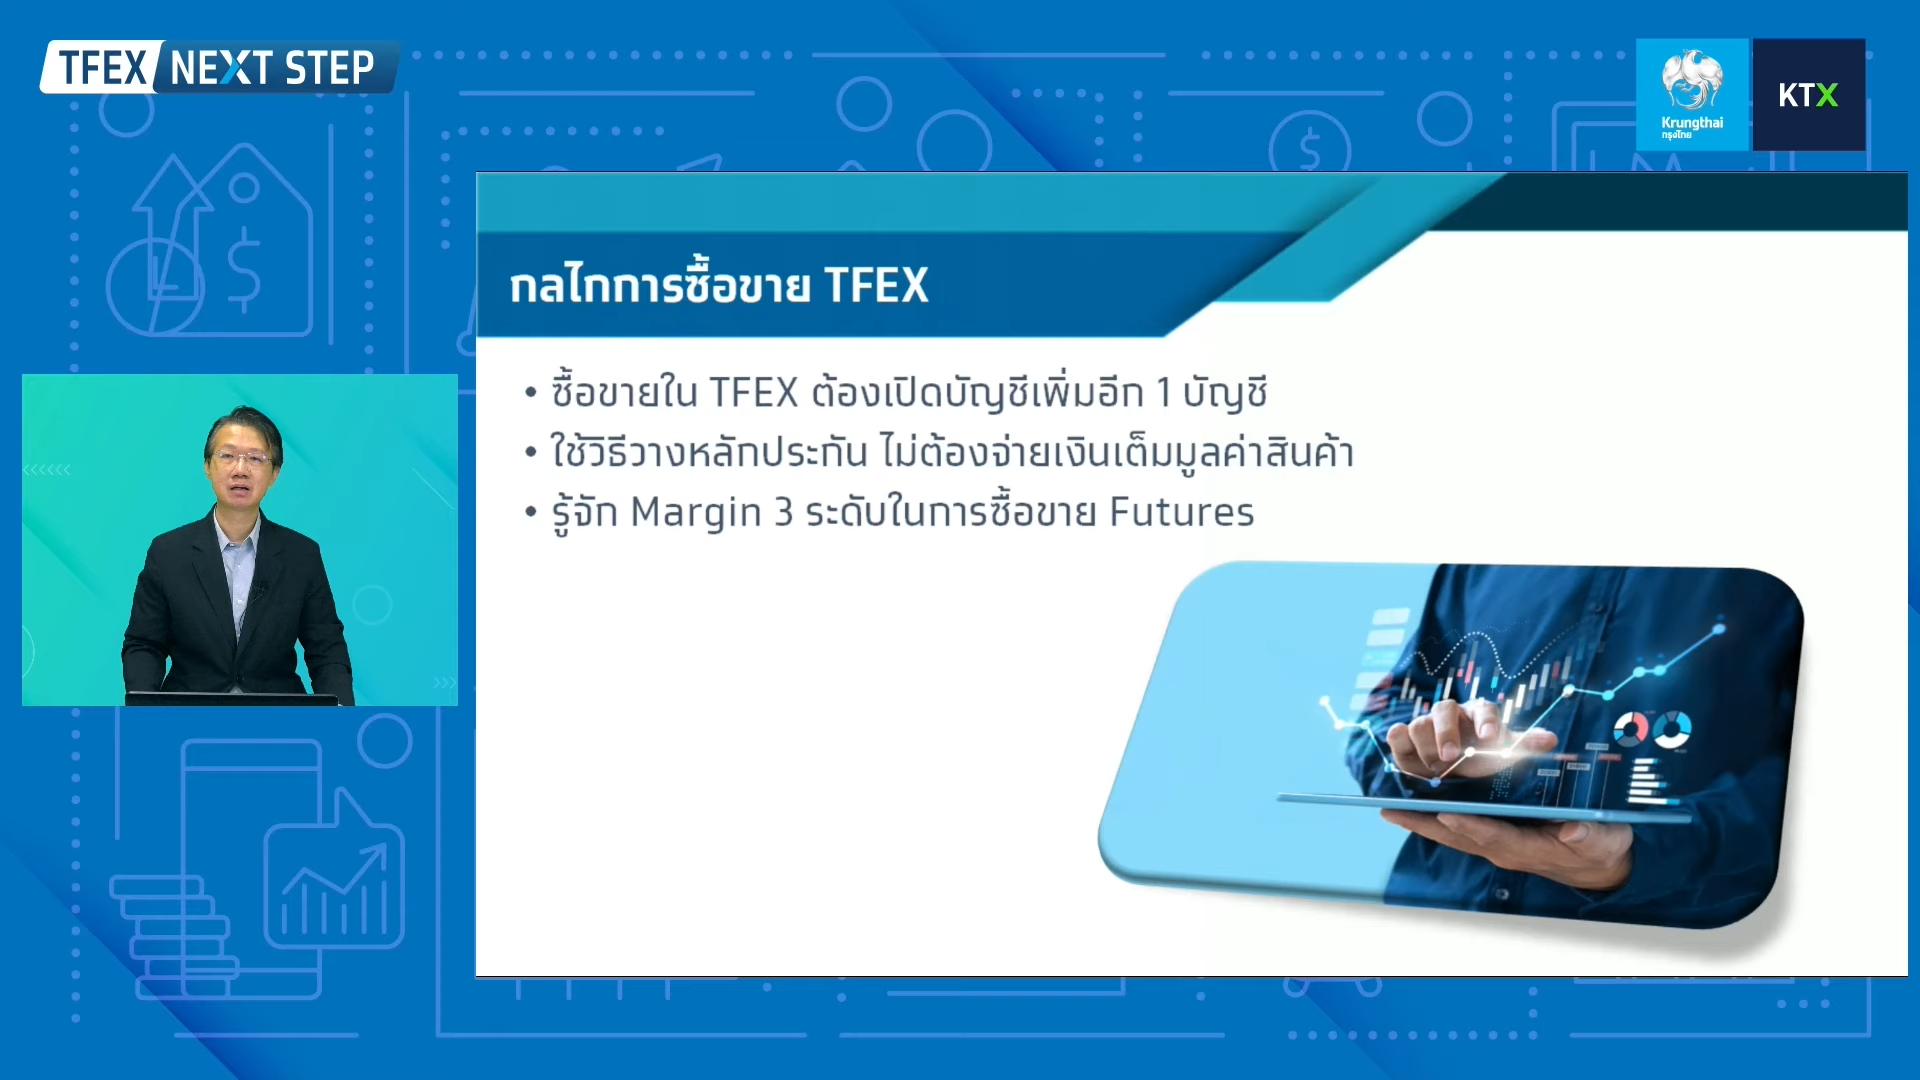 TFEX NEXT STEP
Krungthai
กรุงไทย
KTX
กลไกการซื้อขาย TFEX
• ซื้อขายใน TFEX ต้องเปิดบัญชีเพิ่มอีก 1 บัญชี
• ใช้วิธีวางหลักประกัน ไม่ต้องจ่ายเงินเต็มมูลค่าสินค้า
• รู้จัก Margin 3 ระดับในการซื้อขาย Futures